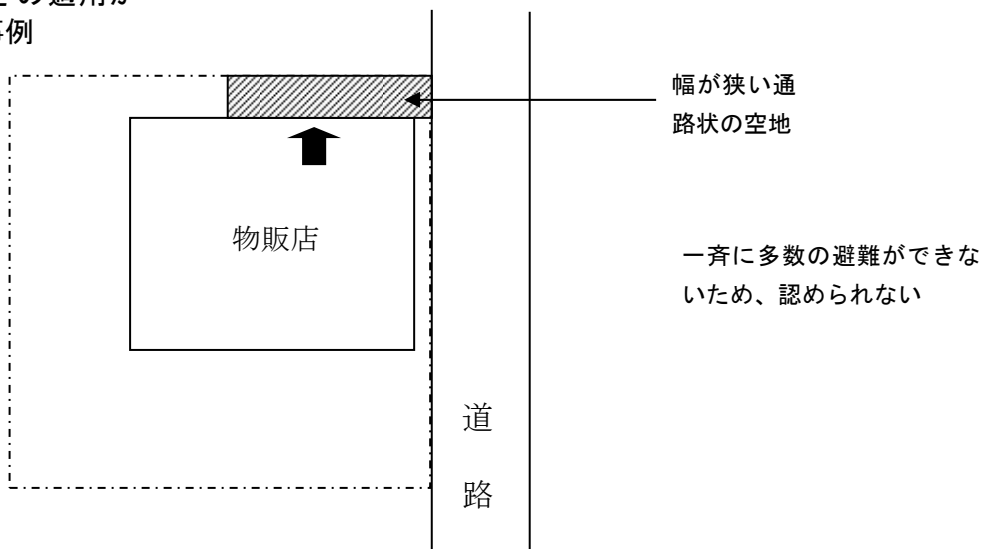 の適用が
事例
幅が狭い通
路状の空地
物販店
一斉に多数の避難ができな
いため、認められない
道
路